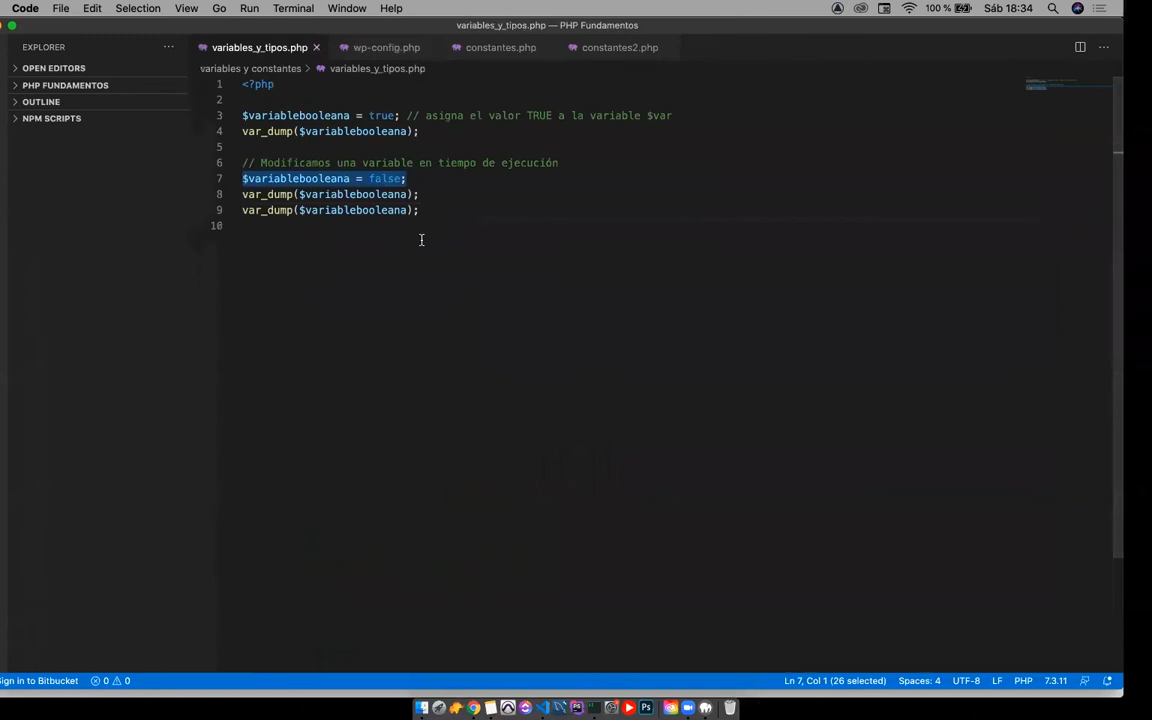 Code File Edit Selection View Go Run Terminal Window Help 100 % Sáb 18:34
variables_y_tipos.php — PHP Fundamentos
EXPLORER ··· variables_y_tipos.php × wp-config.php constantes.php constantes2.php ···
OPEN EDITORS
PHP FUNDAMENTOS
OUTLINE
NPM SCRIPTS
variables y constantes > variables_y_tipos.php
1 <?php
2
3 $variablebooleana = true; // asigna el valor TRUE a la variable $var
4 var_dump($variablebooleana);
5
6 // Modificamos una variable en tiempo de ejecución
7 $variablebooleana = false;
8 var_dump($variablebooleana);
9 var_dump($variablebooleana);
10
ign in to Bitbucket 0 0 Ln 7, Col 1 (26 selected) Spaces: 4 UTF-8 LF PHP 7.3.11